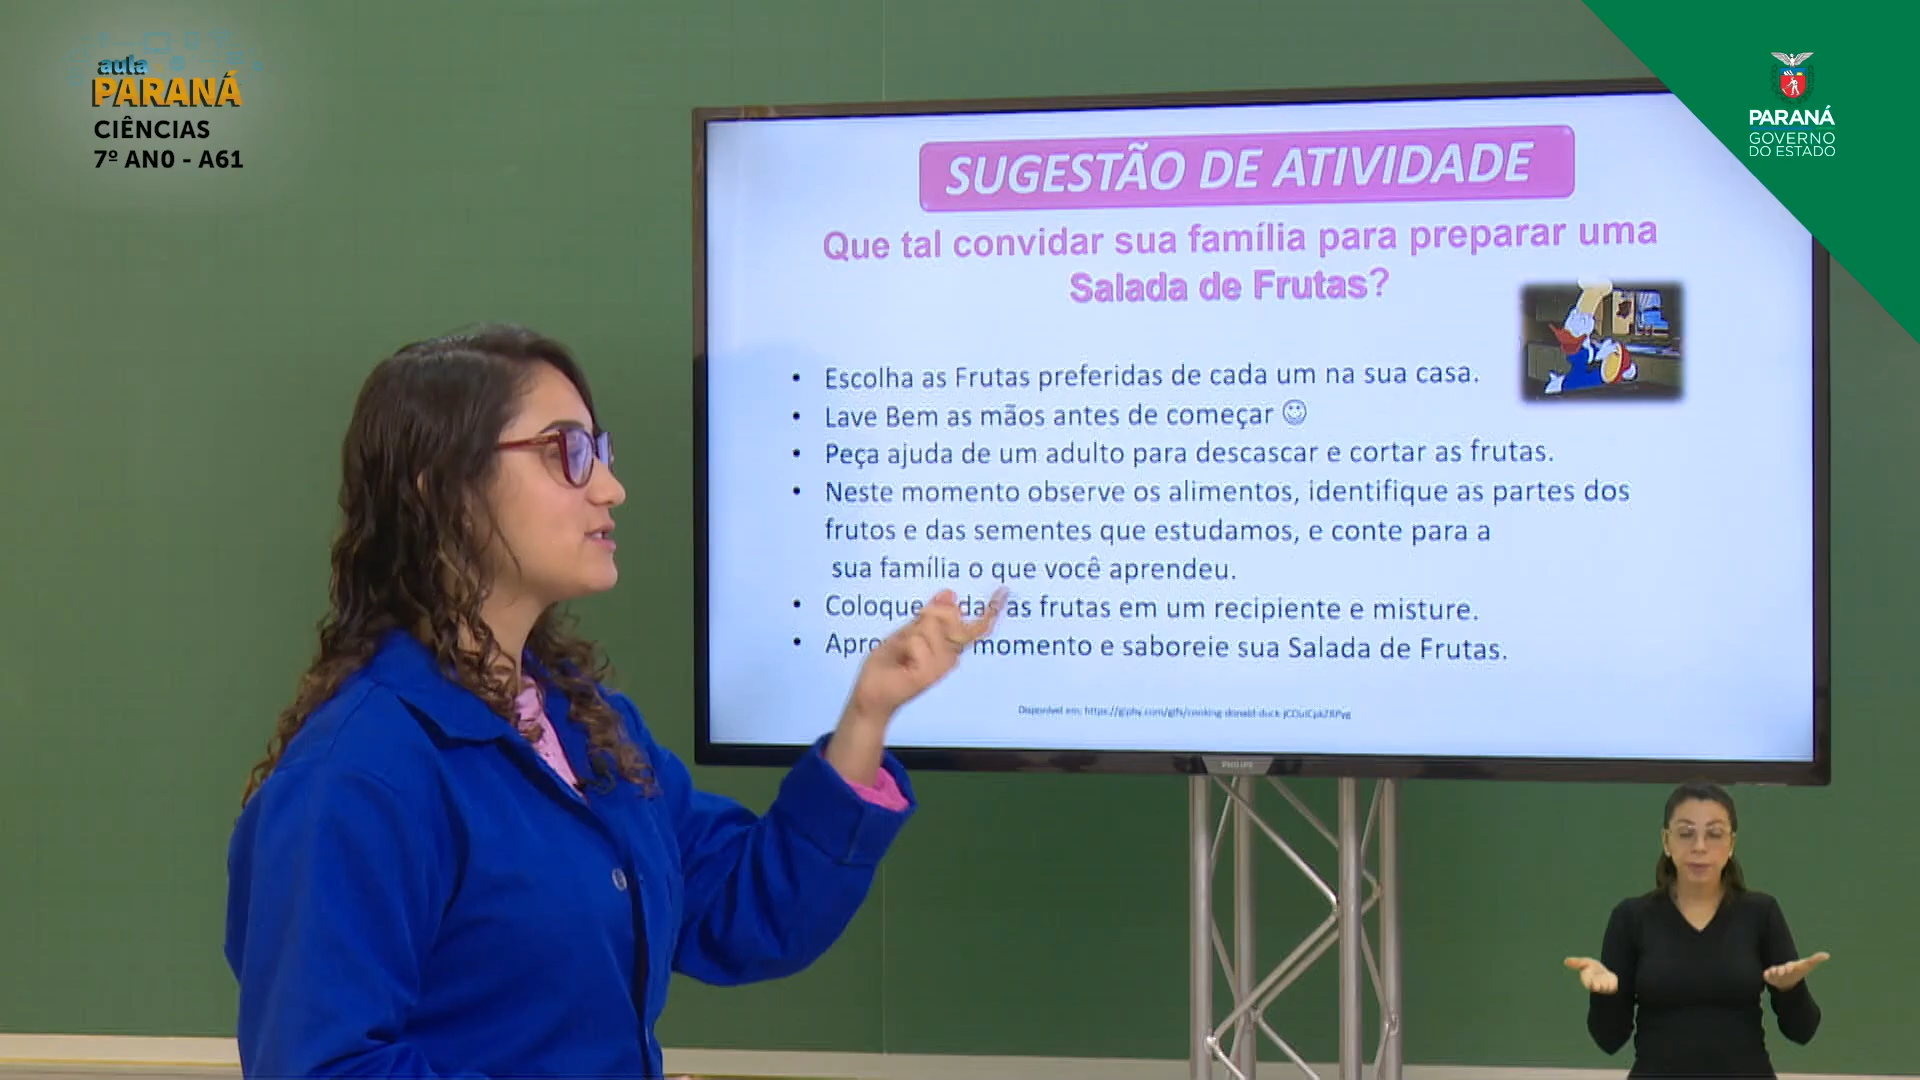 aula
PARANÁ
CIÊNCIAS
7º AN0 - A61
PARANÁ
GOVERNO
DO ESTADO
SUGESTÃO DE ATIVIDADE
Que tal convidar sua família para preparar uma
Salada de Frutas?
• Escolha as Frutas preferidas de cada um na sua casa.
• Lave Bem as mãos antes de começar ☺
• Peça ajuda de um adulto para descascar e cortar as frutas.
• Neste momento observe os alimentos, identifique as partes dos
frutos e das sementes que estudamos, e conte para a
sua família o que você aprendeu.
• Coloque as frutas em um recipiente e misture.
• momento e saboreie sua Salada de Frutas.
Disponível em:
PHILIPS